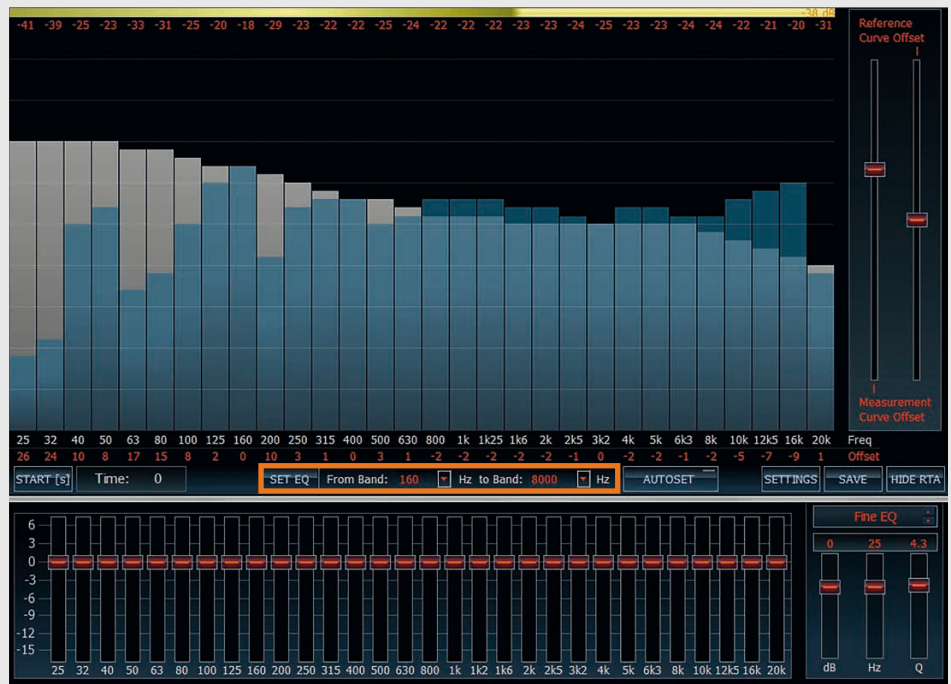 -38 dB
-41 -39 -25 -23 -33 -31 -25 -20 -18 -29 -23 -22 -22 -25 -23 -22 -22 -22 -23 -23 -24 -25 -23 -23 -24 -24 -22 -21 -20 -31
Reference
Curve Offset
Measurement
Curve Offset
25 32 40 50 63 80 100 125 160 200 250 315 400 500 630 800 1k 1k25 1k6 2k 2k5 3k2 4k 5k 6k3 8k 10k 12k5 16k 20k Freq
26 24 10 8 17 15 8 2 0 10 3 1 0 3 1 -2 -2 -2 -2 -2 -1 0 -2 -2 -1 -2 -5 -7 -9 1 Offset
START [s] Time: 0 SET EQ From Band: 160 Hz to Band: 8000 Hz AUTOSET SETTINGS SAVE HIDE RTA
Fine EQ
0 25 4.3
6
3
0
-3
-6
-9
-12
-15
25 32 40 50 63 80 100 125 160 200 250 315 400 500 630 800 1k 1k2 1k6 2k 2k5 3k2 4k 5k 6k3 8k 10k 12k5 16k 20k
dB Hz Q